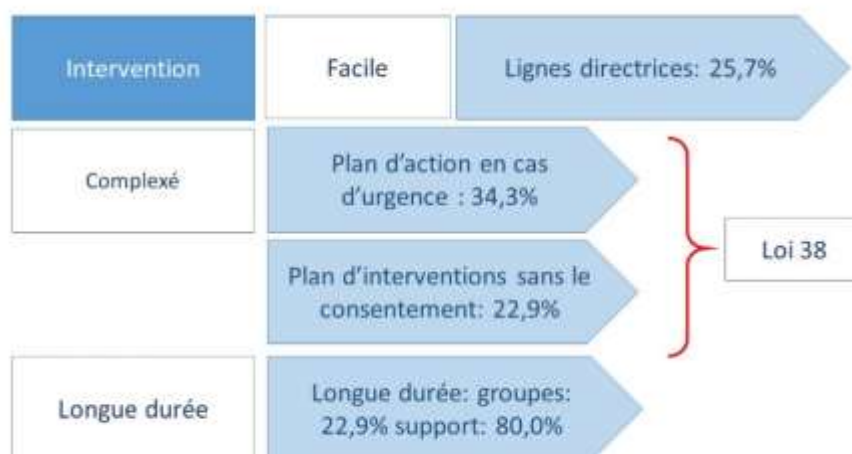 Intervention
Facile
Lignes directrices: 25,7%
Complexé
Plan d'action en cas
d'urgence : 34,3%
Plan d'interventions sans le
consentement: 22,9%
Loi 38
Longue durée
Longue durée: groupes:
22,9% support: 80,0%